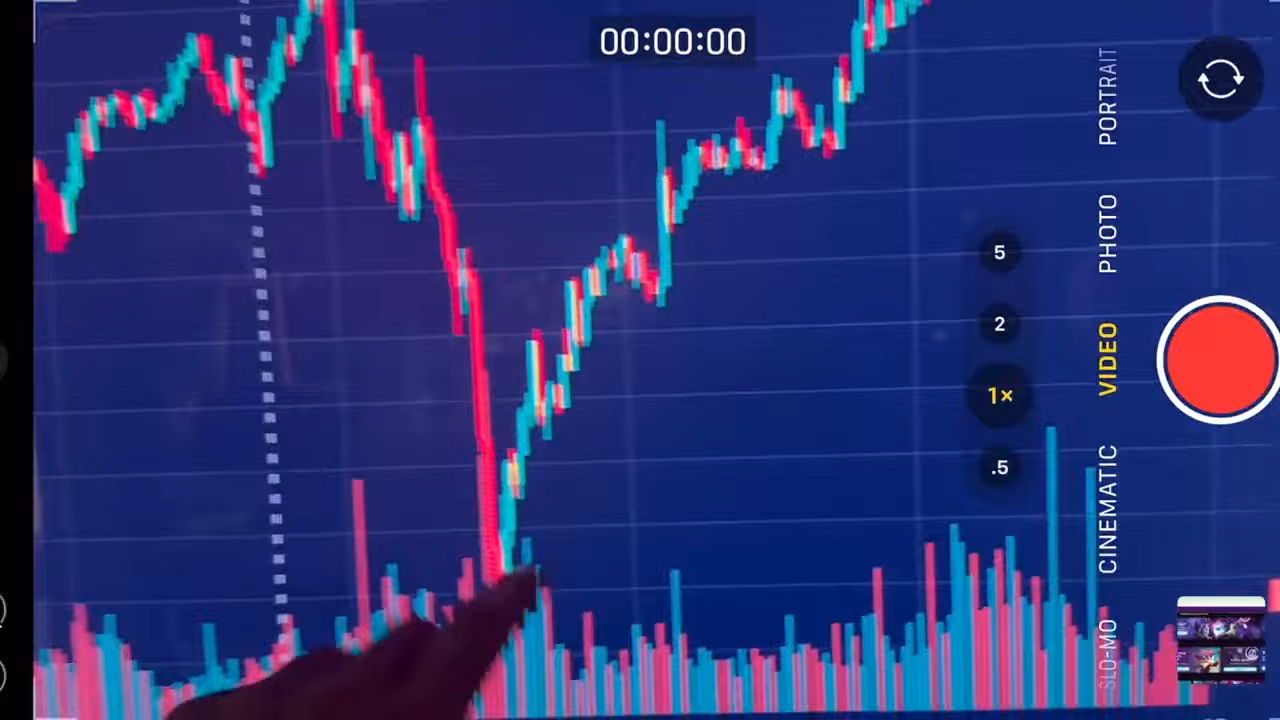 00:00:00
PORTRAIT
PHOTO
VIDEO
CINEMATIC
SLO-MO
5
2
1×
.5